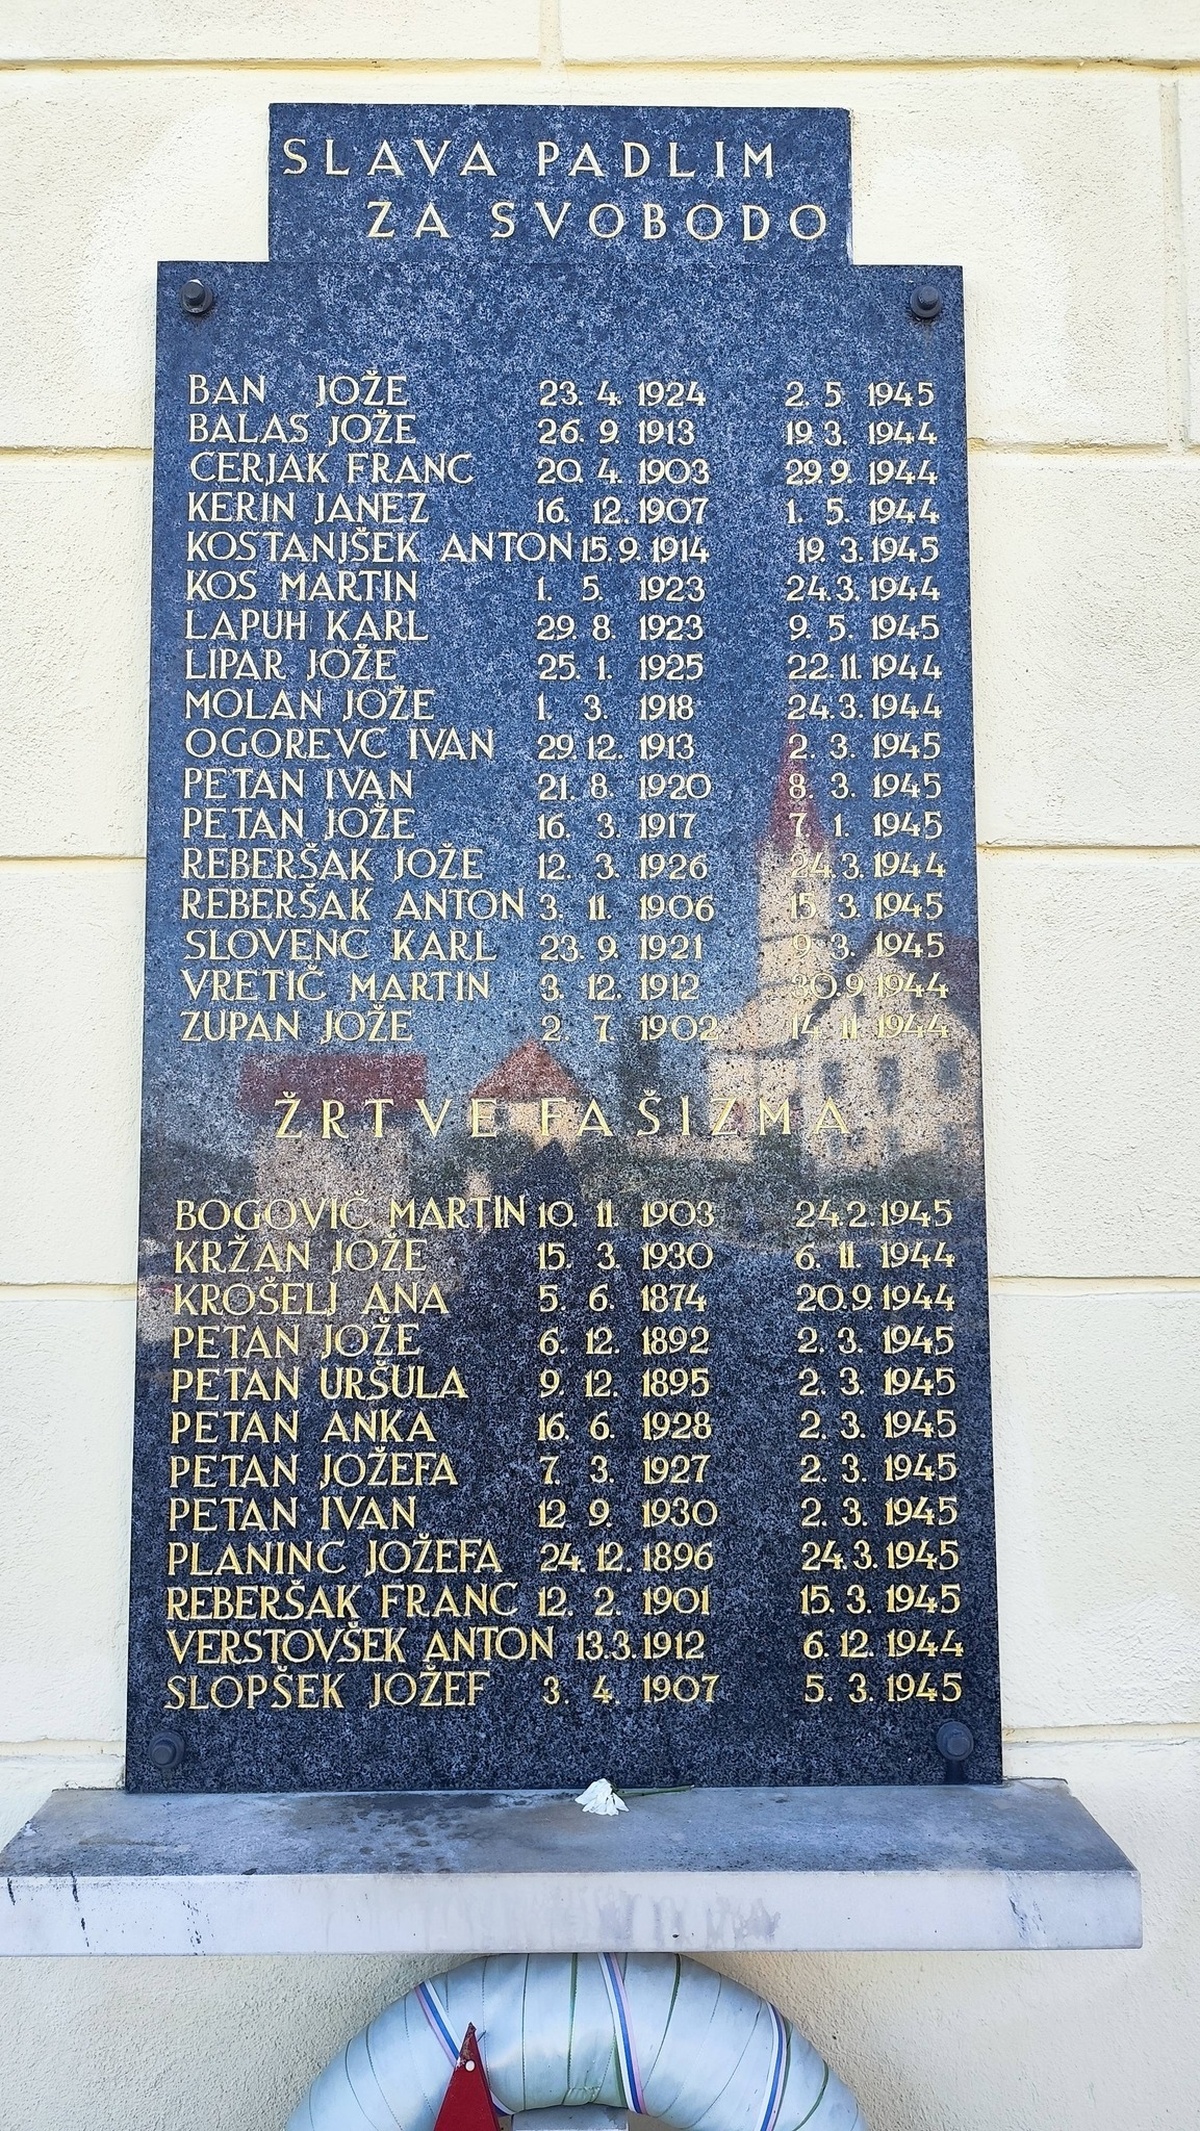 SLAVA PADLIM
ZA SVOBODO
BAN JOŽE 23. 4. 1924 2. 5 1945
BALAS JOŽE 26. 9. 1913 19. 3. 1944
CERJAK FRANC 20. 4. 1903 29. 9. 1944
KERIN JANEZ 16. 12. 1907 1. 5. 1944
KOSTANJŠEK ANTON 15. 9. 1914 19. 3. 1945
KOS MARTIN 1. 5. 1923 24. 3. 1944
LAPUH KARL 29. 8. 1923 9. 5. 1945
LIPAR JOŽE 25. 1. 1925 22. 11. 1944
MOLAN JOŽE 1. 3. 1918 24. 3. 1944
OGOREVC IVAN 29. 12. 1913 2. 3. 1945
PETAN IVAN 21. 8. 1920 8. 3. 1945
PETAN JOŽE 16. 3. 1917 7. 1. 1945
REBERŠAK JOŽE 12. 3. 1926 24. 3. 1944
REBERŠAK ANTON 3. 11. 1906 15. 3. 1945
SLOVENC KARL 23. 9. 1921 9. 3. 1945
VRETIČ MARTIN 3. 12. 1912 30. 9 1944
ZUPAN JOŽE 2. 7 1902 14. 11 1944
ŽRTVE FAŠIZMA
BOGOVIČ MARTIN 10. 11. 1903 24. 2. 1945
KRŽAN JOŽE 15. 3. 1930 6. 11. 1944
KROŠELJ ANA 5. 6. 1874 20. 9. 1944
PETAN JOŽE 6. 12. 1892 2. 3. 1945
PETAN URŠULA 9. 12. 1895 2. 3. 1945
PETAN ANKA 16. 6. 1928 2. 3. 1945
PETAN JOŽEFA 7. 3. 1927 2. 3. 1945
PETAN IVAN 12 9. 1930 2. 3. 1945
PLANINC JOŽEFA 24. 12. 1896 24. 3. 1945
REBERŠAK FRANC 12. 2. 1901 15. 3. 1945
VERSTOVŠEK ANTON 13. 3. 1912 6. 12. 1944
SLOPŠEK JOŽEF 3. 4. 1907 5. 3. 1945